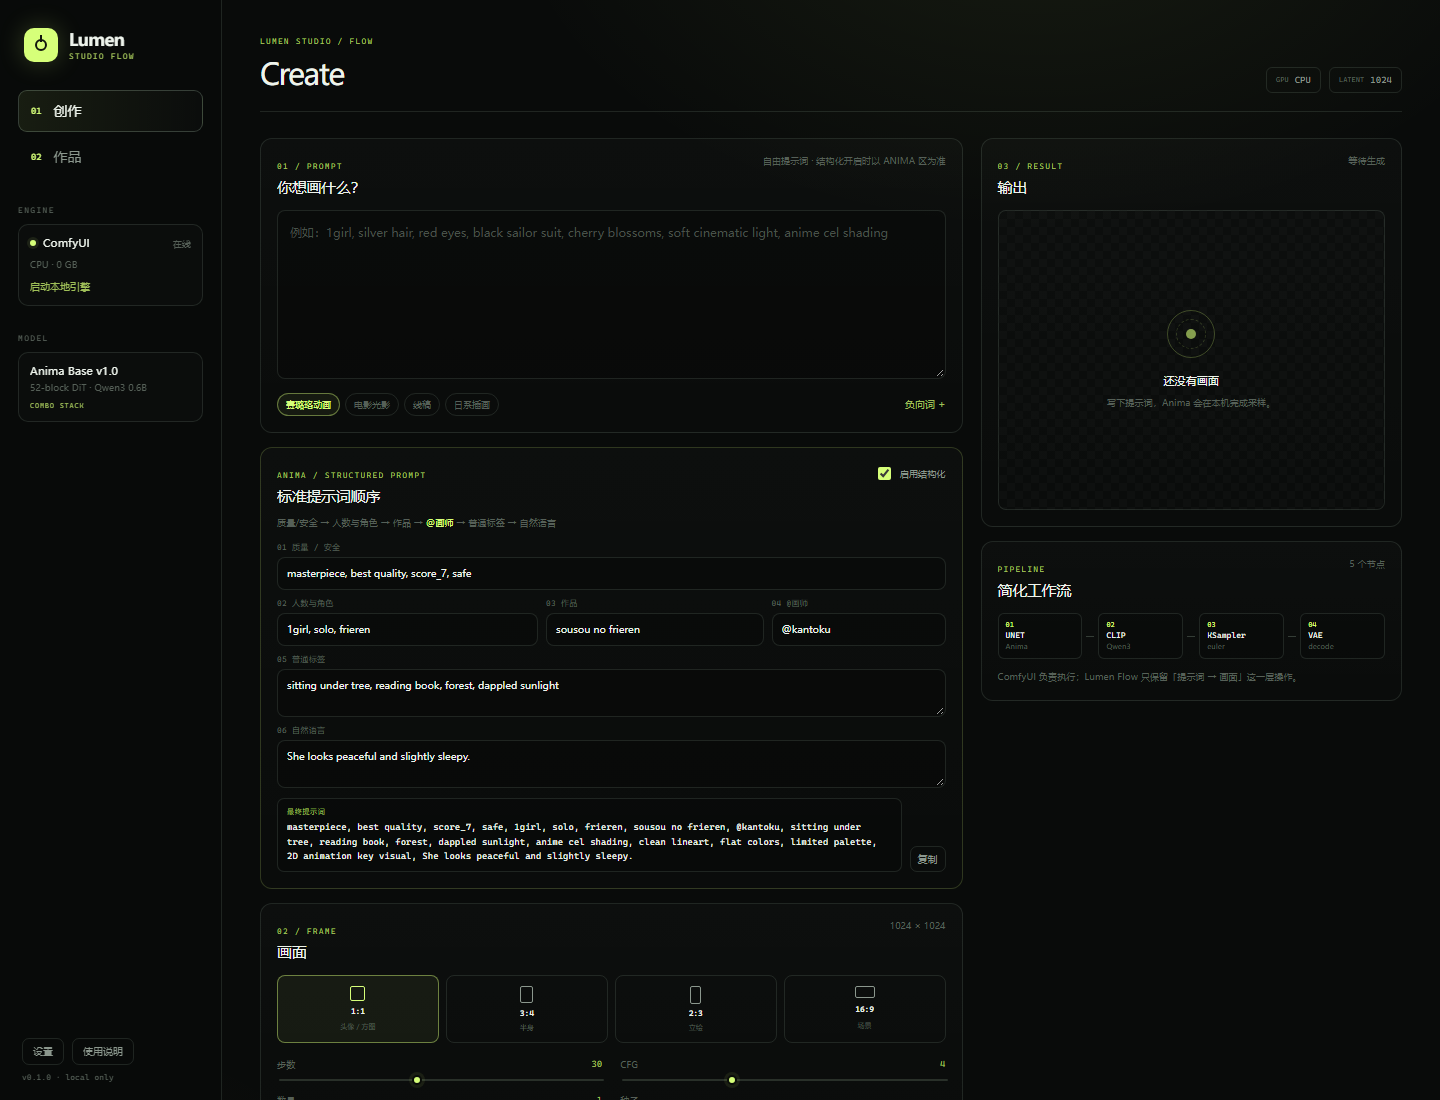 Lumen
STUDIO FLOW
01 创作
02 作品
ENGINE
ComfyUI 在线
CPU · 0 GB
启动本地引擎
MODEL
Anima Base v1.0
52-block DiT · Qwen3 0.6B
COMBO STACK
设置 使用说明
v0.1.0 · local only
LUMEN STUDIO / FLOW
Create
GPU CPU LATENT 1024
01 / PROMPT
自由提示词 · 结构化开启时以 ANIMA 区为准
你想画什么?
例如：1girl, silver hair, red eyes, black sailor suit, cherry blossoms, soft cinematic light, anime cel shading
赛璐珞动画 电影光影 线稿 日系插画 负向词 +
ANIMA / STRUCTURED PROMPT
启用结构化
标准提示词顺序
质量/安全 → 人数与角色 → 作品 → @画师 → 普通标签 → 自然语言
01 质量 / 安全
masterpiece, best quality, score_7, safe
02 人数与角色 03 作品 04 @画师
1girl, solo, frieren sousou no frieren @kantoku
05 普通标签
sitting under tree, reading book, forest, dappled sunlight
06 自然语言
She looks peaceful and slightly sleepy.
最终提示词
masterpiece, best quality, score_7, safe, 1girl, solo, frieren, sousou no frieren, @kantoku, sitting under
tree, reading book, forest, dappled sunlight, anime cel shading, clean lineart, flat colors, limited palette,
2D animation key visual, She looks peaceful and slightly sleepy.
复制
02 / FRAME
1024 × 1024
画面
1:1 3:4 2:3 16:9
头像 / 方图 半身 立绘 场景
步数 30 CFG 4
数量 1 种子
03 / RESULT
等待生成
输出
还没有画面
写下提示词，Anima 会在本机完成采样。
PIPELINE
5 个节点
简化工作流
01 02 03 04
UNET — CLIP — KSampler — VAE
Anima Qwen3 euler decode
ComfyUI 负责执行；Lumen Flow 只保留「提示词 → 画面」这一层操作。